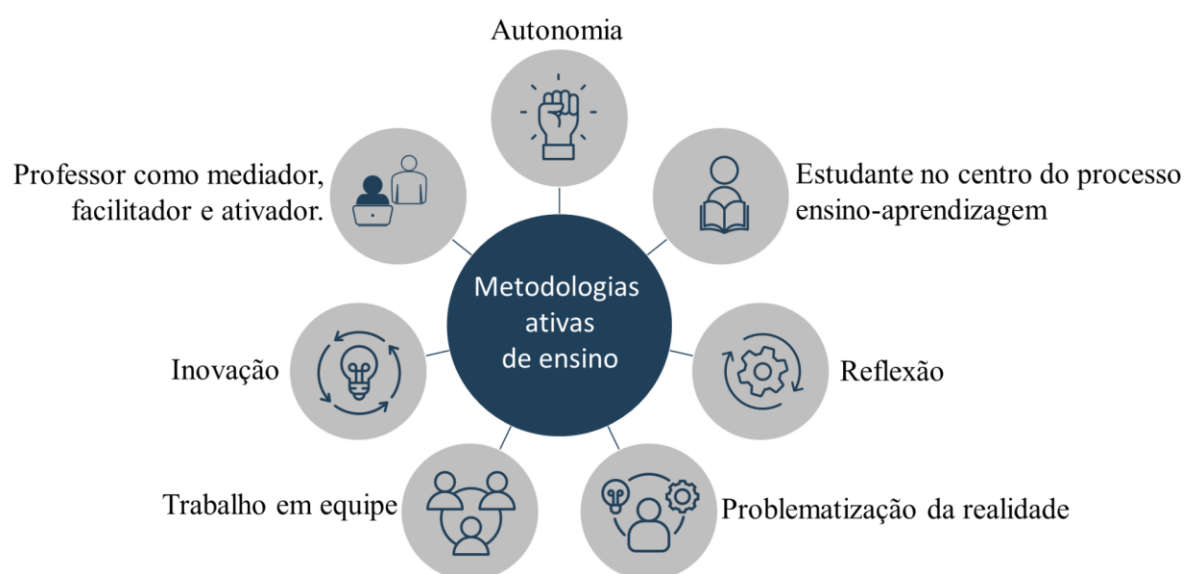 Autonomia
Professor como mediador,
facilitador e ativador.
Estudante no centro do processo
ensino-aprendizagem
Metodologias
ativas
de ensino
Inovação
Reflexão
Trabalho em equipe
Problematização da realidade